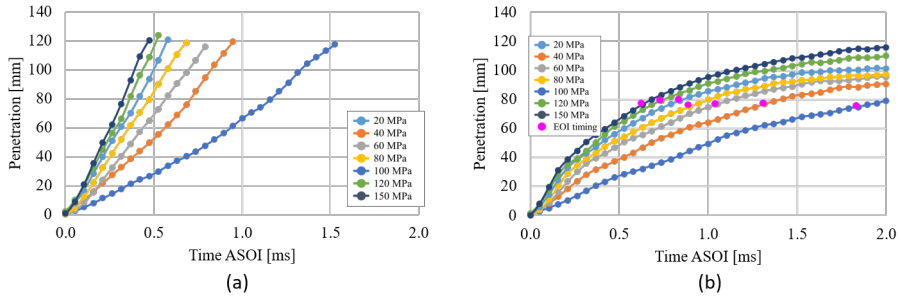 140
120
100
80
60
40
20
0
Penetration [mm]
20 MPa
40 MPa
60 MPa
80 MPa
100 MPa
120 MPa
150 MPa
0.0 0.5 1.0 1.5 2.0
Time ASOI [ms]
(a)
140
120
100
80
60
40
20
0
Penetration [mm]
20 MPa
40 MPa
60 MPa
80 MPa
100 MPa
120 MPa
150 MPa
EOI timing
0.0 0.5 1.0 1.5 2.0
Time ASOI [ms]
(b)